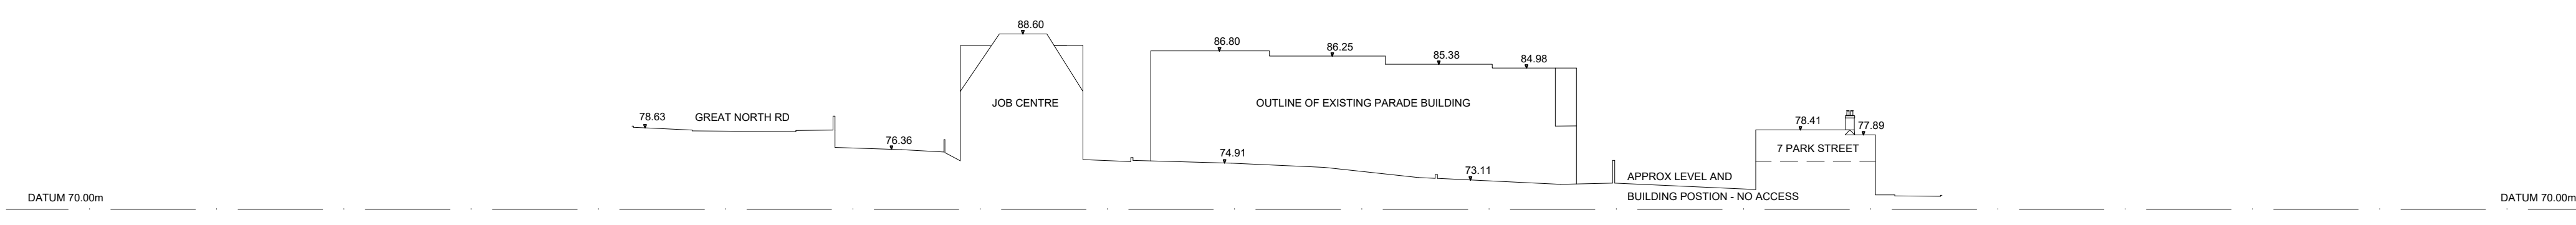 88.60
86.80
86.25
85.38
84.98
JOB CENTRE
OUTLINE OF EXISTING PARADE BUILDING
78.63
GREAT NORTH RD
78.41
77.89
76.36
7 PARK STREET
74.91
73.11
APPROX LEVEL AND
BUILDING POSTION - NO ACCESS
DATUM 70.00m
DATUM 70.00m